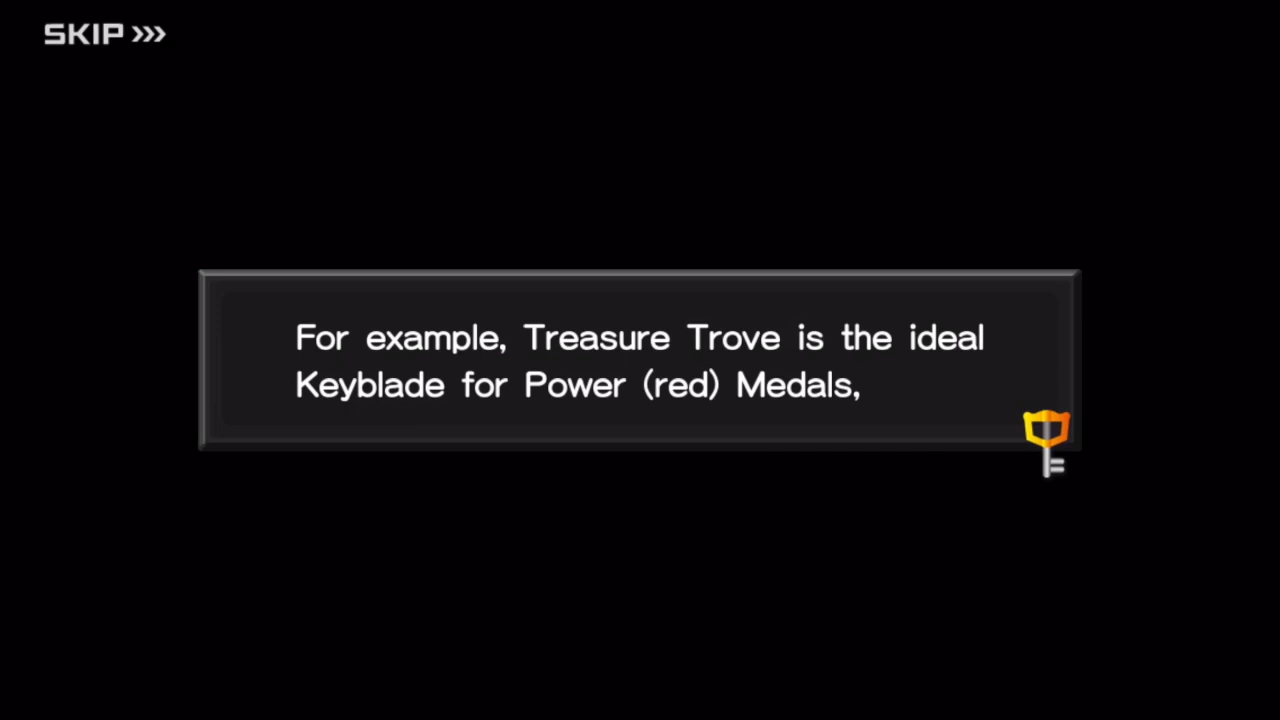 SKIP >>>
For example, Treasure Trove is the ideal
Keyblade for Power (red) Medals,